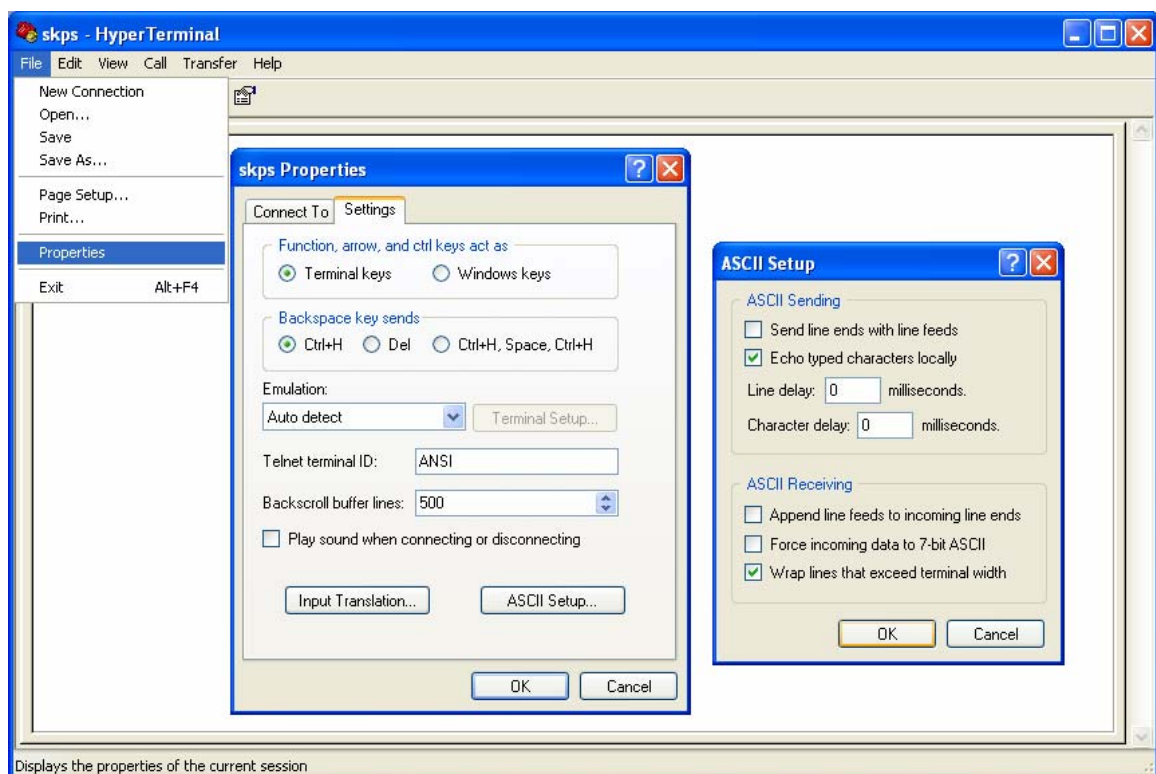 skps - HyperTerminal
File Edit View Call Transfer Help
New Connection
Open...
Save
Save As...
Page Setup...
Print...
Properties
Exit Alt+F4
skps Properties
Connect To Settings
Function, arrow, and ctrl keys act as
Terminal keys Windows keys
Backspace key sends
Ctrl+H Del Ctrl+H, Space, Ctrl+H
Emulation:
Auto detect Terminal Setup...
Telnet terminal ID: ANSI
Backscroll buffer lines: 500
Play sound when connecting or disconnecting
Input Translation... ASCII Setup...
OK Cancel
ASCII Setup
ASCII Sending
Send line ends with line feeds
Echo typed characters locally
Line delay: 0 milliseconds.
Character delay: 0 milliseconds.
ASCII Receiving
Append line feeds to incoming line ends
Force incoming data to 7-bit ASCII
Wrap lines that exceed terminal width
OK Cancel
Displays the properties of the current session